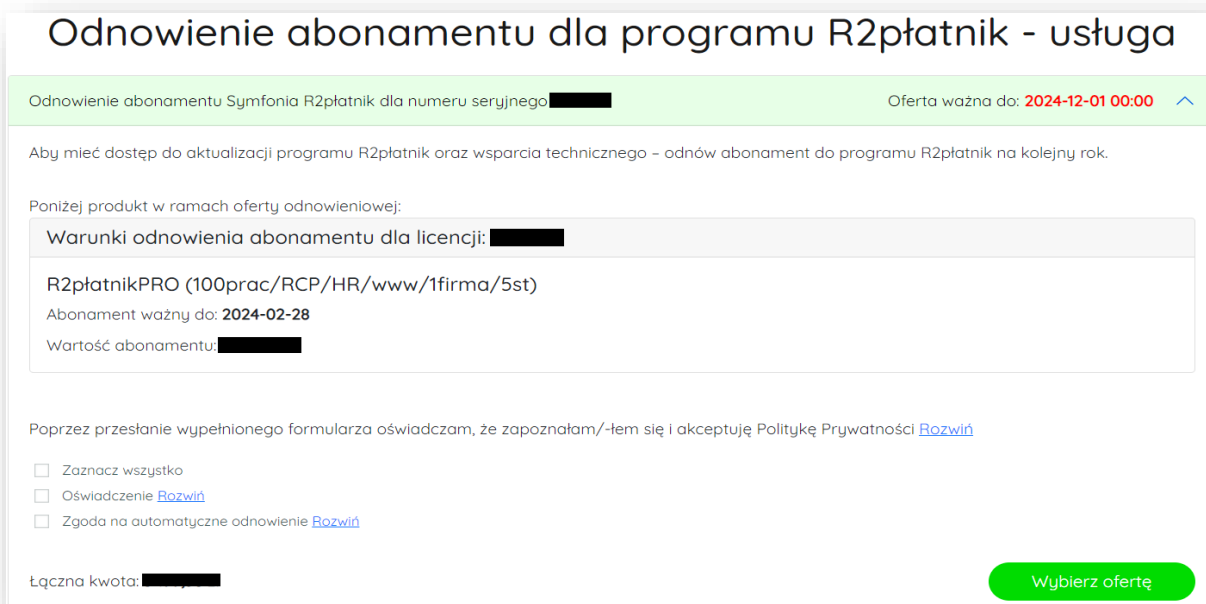 Odnowienie abonamentu dla programu R2płatnik - usługa
Odnowienie abonamentu Symfonia R2płatnik dla numeru seryjnego
Oferta ważna do: 2024-12-01 00:00
Aby mieć dostęp do aktualizacji programu R2płatnik oraz wsparcia technicznego – odnów abonament do programu R2płatnik na kolejny rok.
Poniżej produkt w ramach oferty odnowieniowej:
Warunki odnowienia abonamentu dla licencji:
R2płatnikPRO (100prac/RCP/HR/www/1firma/5st)
Abonament ważny do: 2024-02-28
Wartość abonamentu:
Poprzez przesłanie wypełnionego formularza oświadczam, że zapoznałam/-łem się i akceptuję Politykę Prywatności Rozwiń
Zaznacz wszystko
Oświadczenie Rozwiń
Zgoda na automatyczne odnowienie Rozwiń
Łączna kwota:
Wybierz ofertę